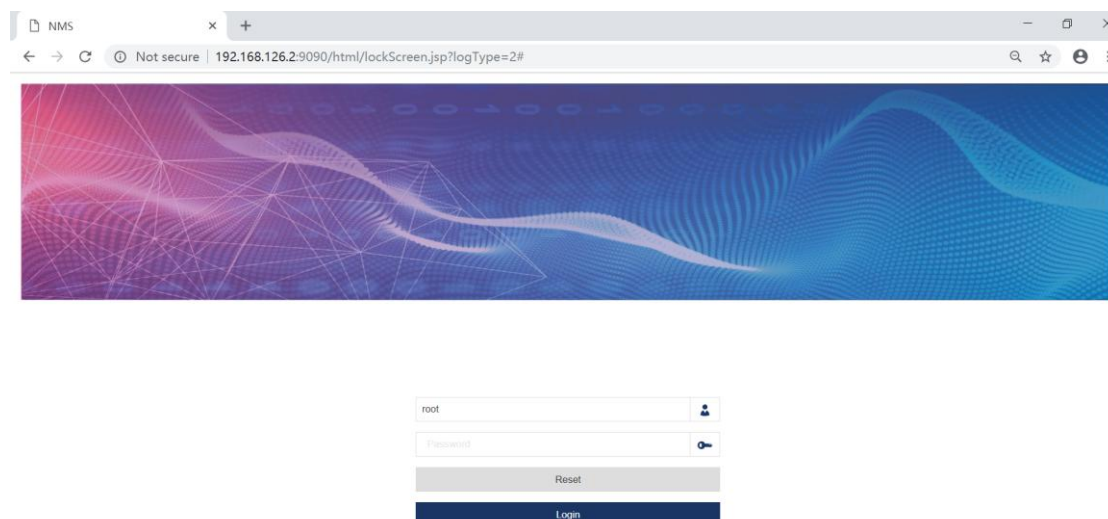 NMS
Not secure | 192.168.126.2:9090/html/lockScreen.jsp?logType=2#
root
Password
Reset
Login